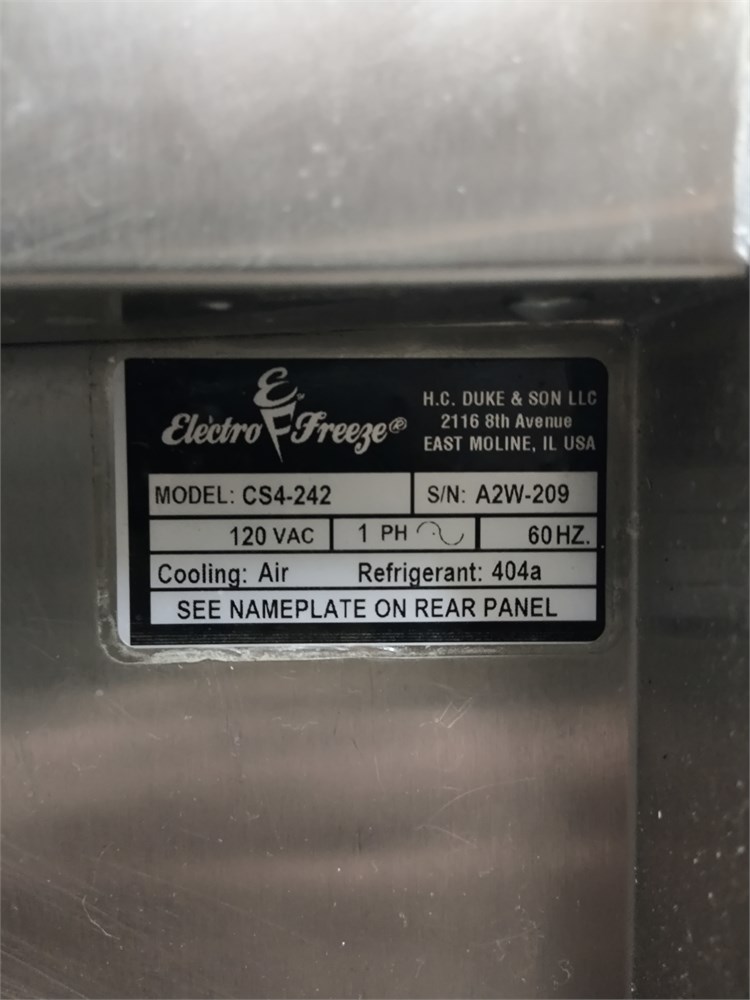 E
Electro Freeze®
H.C. DUKE & SON LLC
2116 8th Avenue
EAST MOLINE, IL USA
MODEL: CS4-242
S/N: A2W-209
120 VAC
1 PH
60 HZ.
Cooling: Air
Refrigerant: 404a
SEE NAMEPLATE ON REAR PANEL